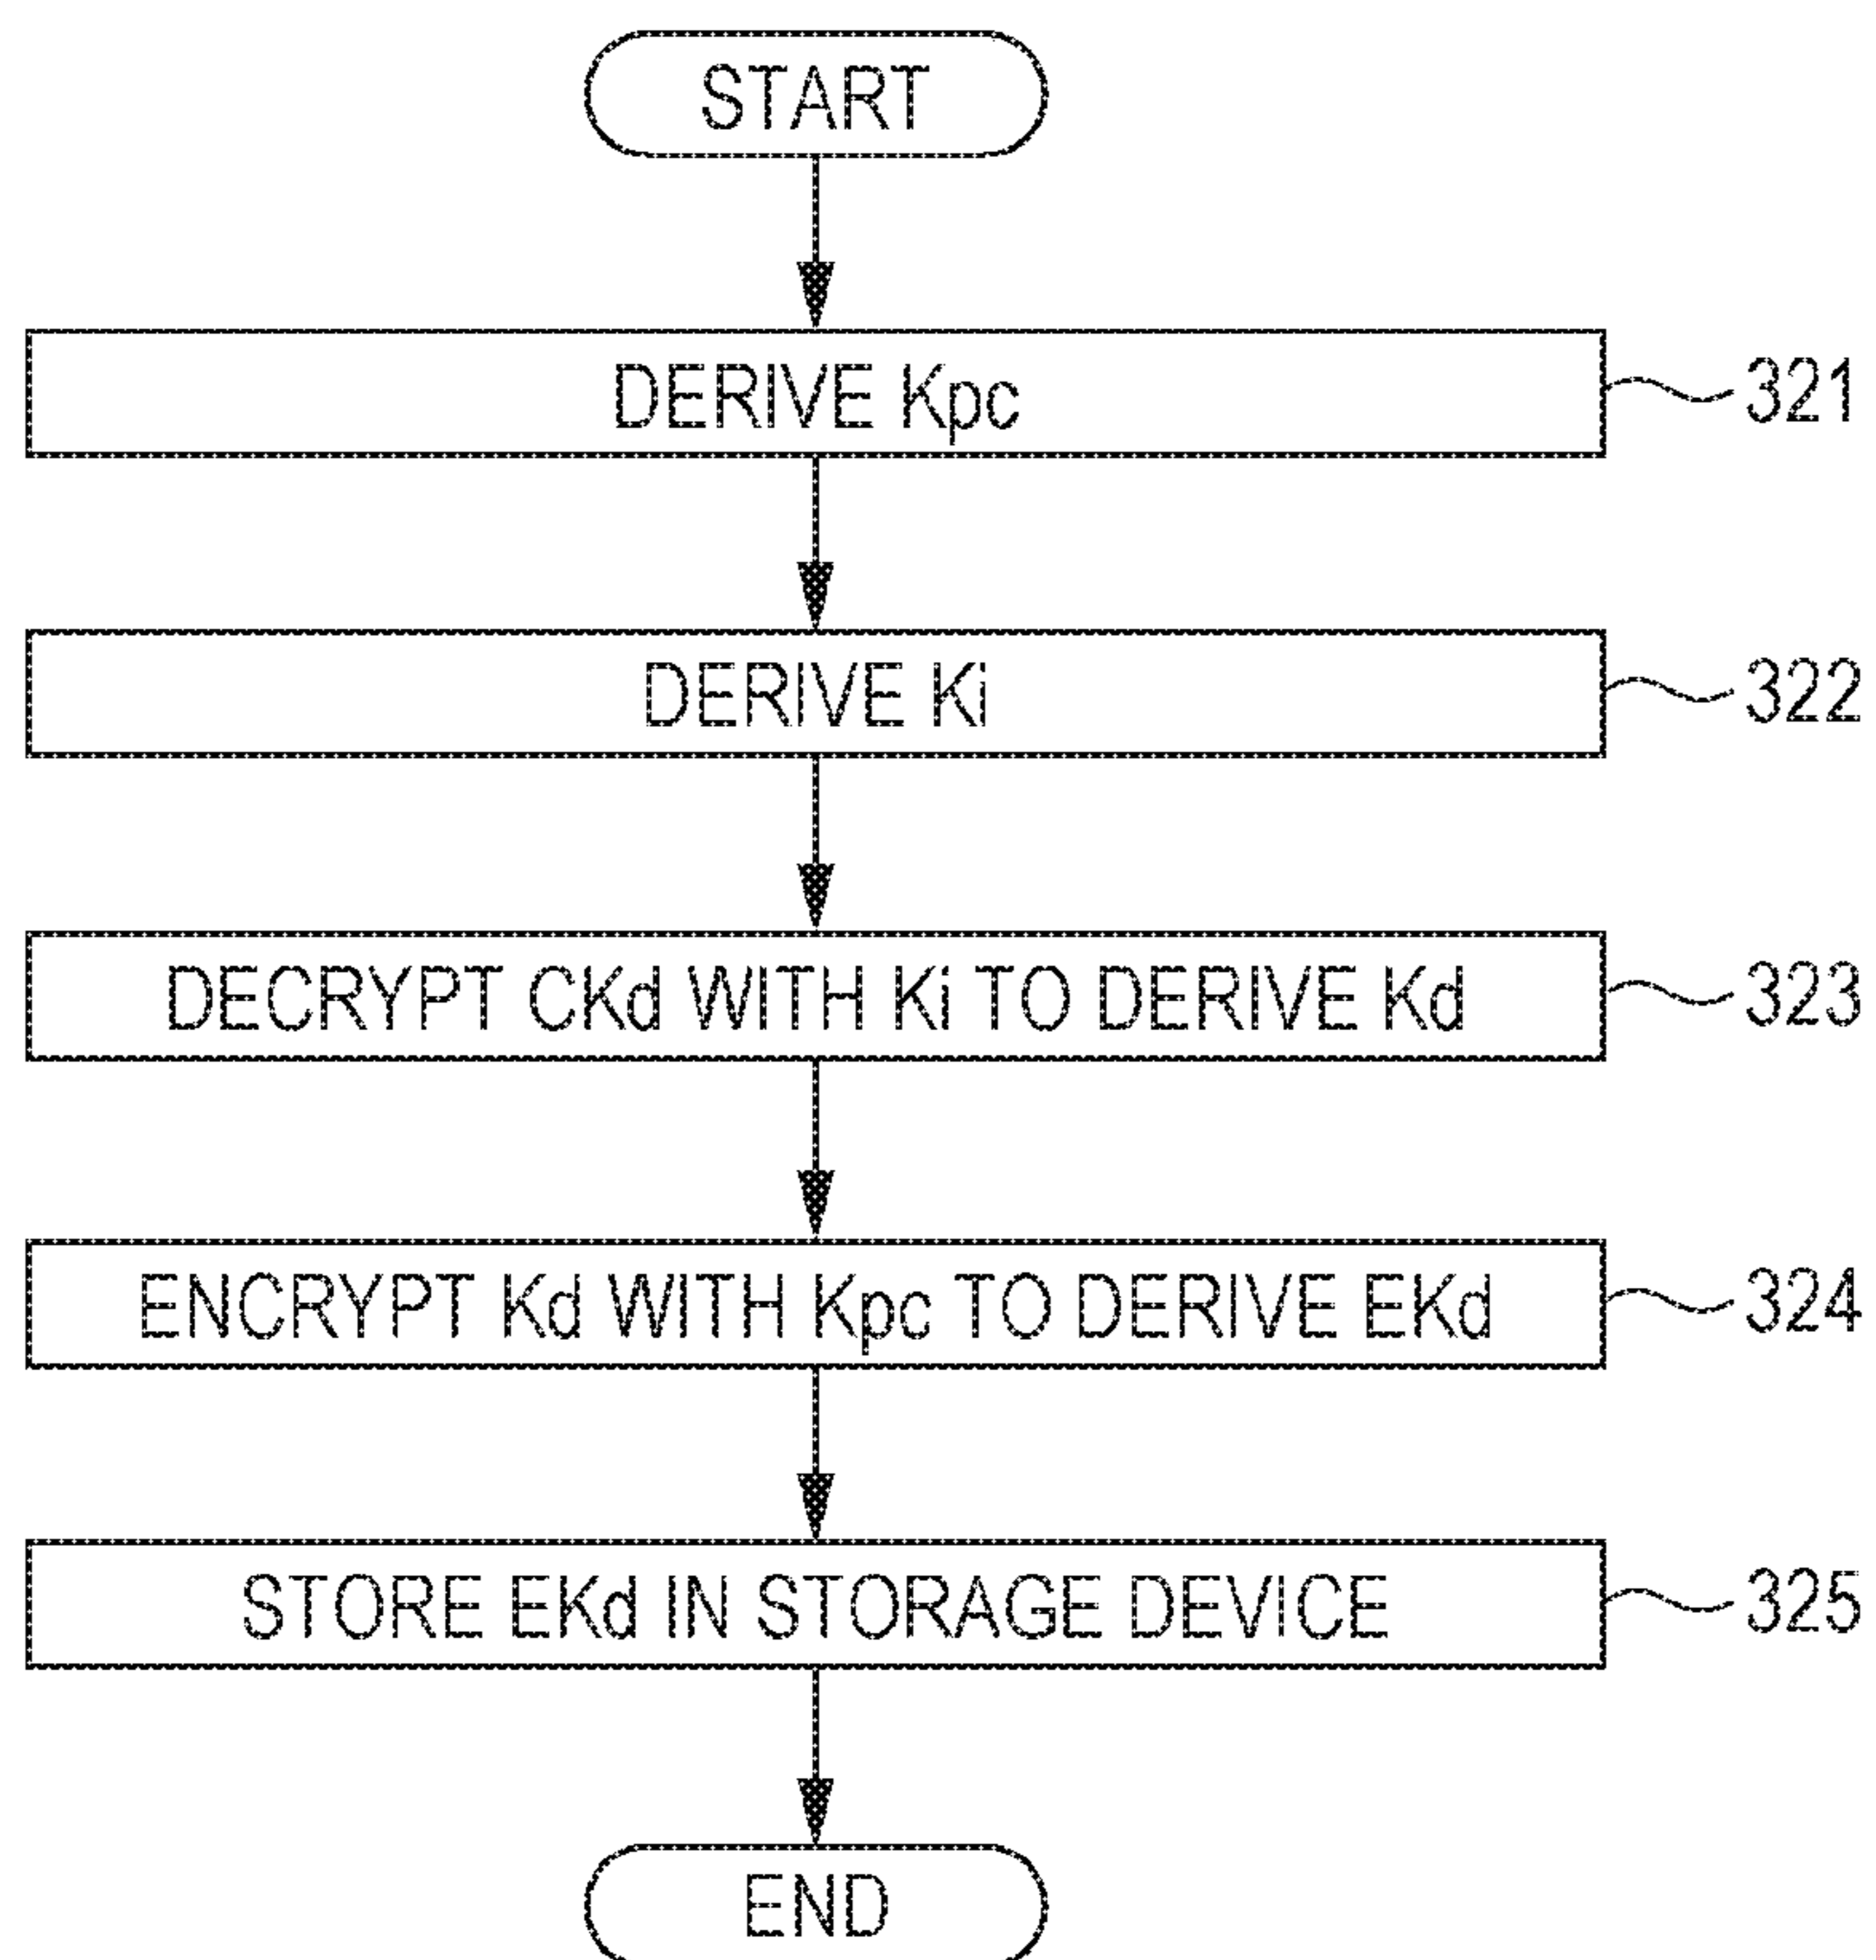 START
DERIVE Kpc
321
DERIVE Ki
322
DECRYPT CKd WITH Ki TO DERIVE Kd
323
ENCRYPT Kd WITH Kpc TO DERIVE EKd
324
STORE EKd IN STORAGE DEVICE
325
END